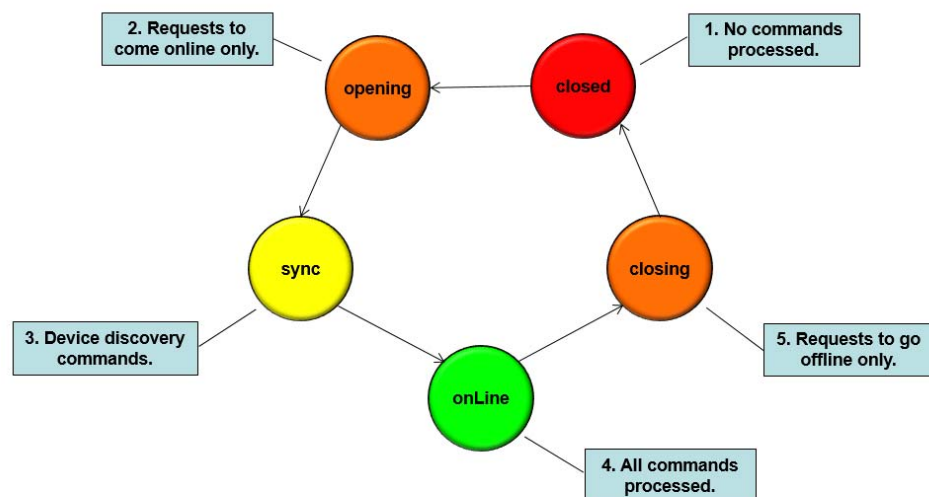 2. Requests to
come online only.
1. No commands
processed.
opening
closed
sync
closing
3. Device discovery
commands.
5. Requests to go
offline only.
onLine
4. All commands
processed.